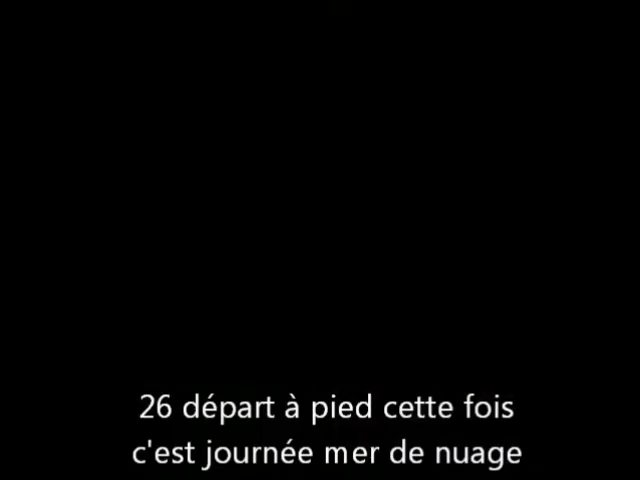 26 départ à pied cette fois
c'est journée mer de nuage